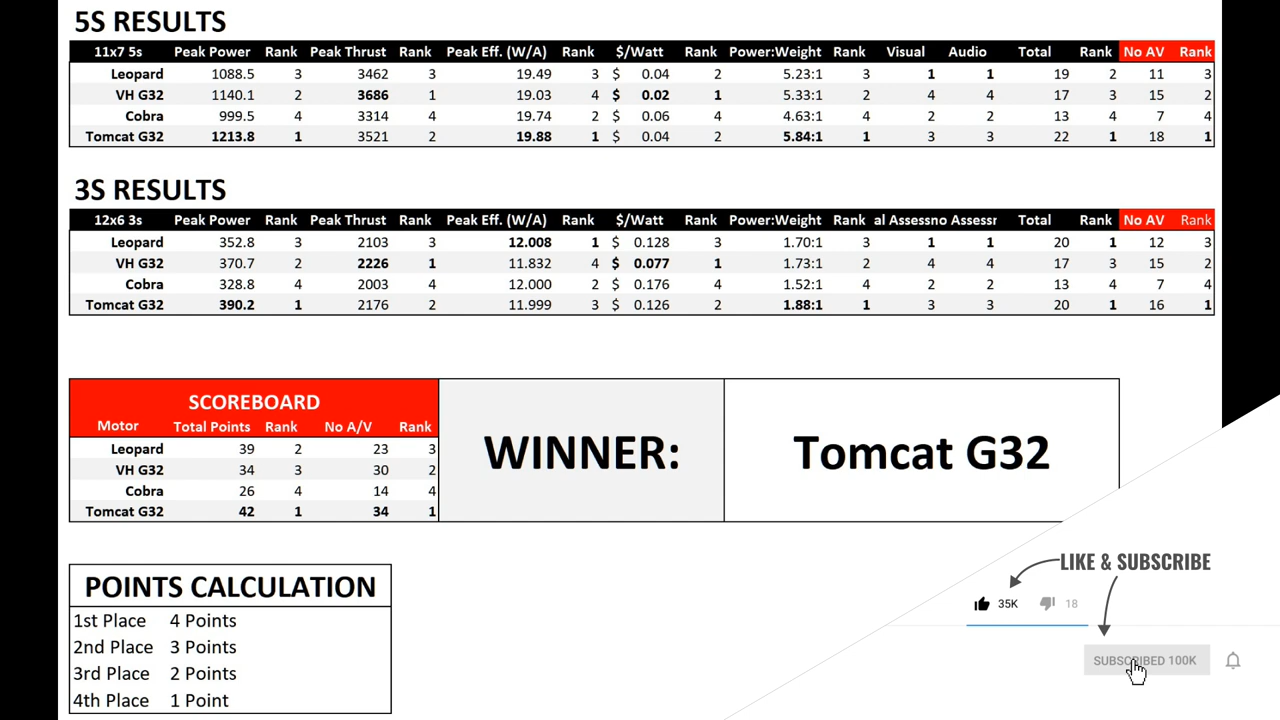 5S RESULTS
11x7 5s Peak Power Rank Peak Thrust Rank Peak Eff. (W/A) Rank $/Watt Rank Power:Weight Rank Visual Audio Total Rank No AV Rank
Leopard 1088.5 3 3462 3 19.49 3 $ 0.04 2 5.23:1 3 1 1 19 2 11 3
VH G32 1140.1 2 3686 1 19.03 4 $ 0.02 1 5.33:1 2 4 4 17 3 15 2
Cobra 999.5 4 3314 4 19.74 2 $ 0.06 4 4.63:1 4 2 2 13 4 7 4
Tomcat G32 1213.8 1 3521 2 19.88 1 $ 0.04 2 5.84:1 1 3 3 22 1 18 1
3S RESULTS
12x6 3s Peak Power Rank Peak Thrust Rank Peak Eff. (W/A) Rank $/Watt Rank Power:Weight Rank al Assessno Assessr Total Rank No AV Rank
Leopard 352.8 3 2103 3 12.008 1 $ 0.128 3 1.70:1 3 1 1 20 1 12 3
VH G32 370.7 2 2226 1 11.832 4 $ 0.077 1 1.73:1 2 4 4 17 3 15 2
Cobra 328.8 4 2003 4 12.000 2 $ 0.176 4 1.52:1 4 2 2 13 4 7 4
Tomcat G32 390.2 1 2176 2 11.999 3 $ 0.126 2 1.88:1 1 3 3 20 1 16 1
SCOREBOARD
Motor Total Points Rank No A/V Rank
Leopard 39 2 23 3
VH G32 34 3 30 2
Cobra 26 4 14 4
Tomcat G32 42 1 34 1
WINNER: Tomcat G32
POINTS CALCULATION
1st Place 4 Points
2nd Place 3 Points
3rd Place 2 Points
4th Place 1 Point
LIKE & SUBSCRIBE
35K 18
SUBSCRIBED 100K